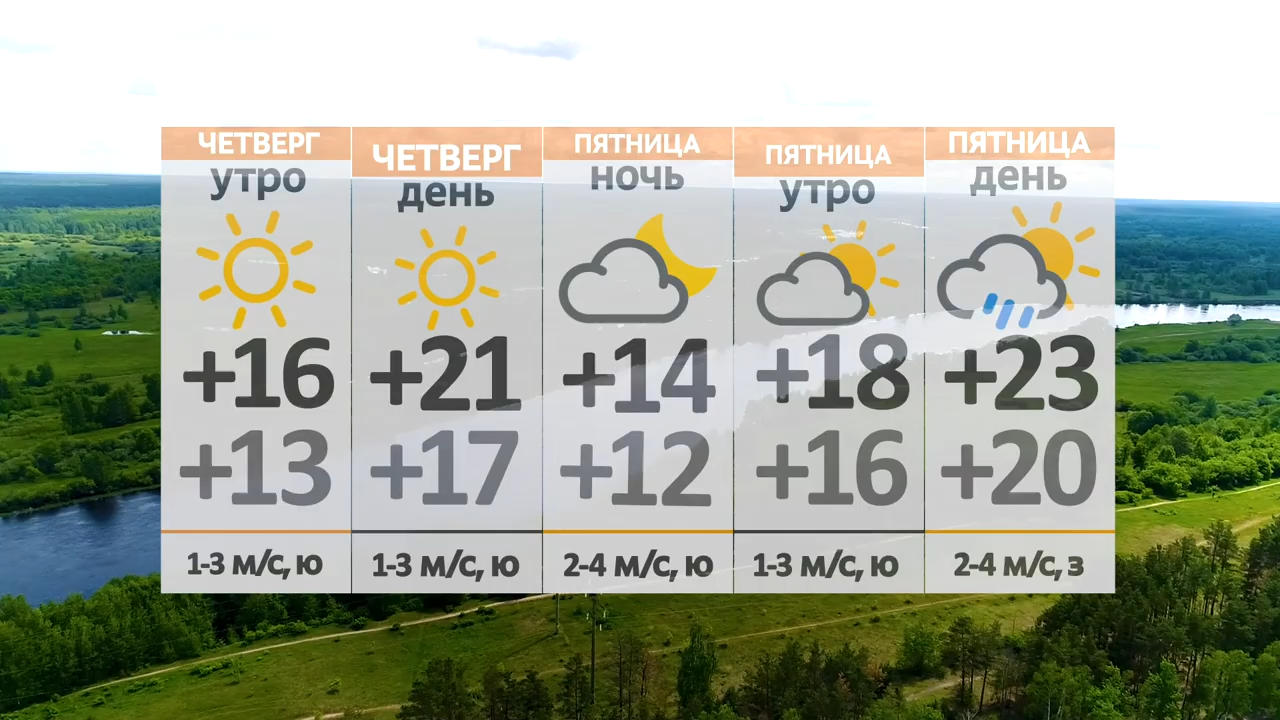 ЧЕТВЕРГ
утро
+16
+13
1-3 м/с, ю
ЧЕТВЕРГ
день
+21
+17
1-3 м/с, ю
ПЯТНИЦА
ночь
+14
+12
2-4 м/с, ю
ПЯТНИЦА
утро
+18
+16
1-3 м/с, ю
ПЯТНИЦА
день
+23
+20
2-4 м/с, з